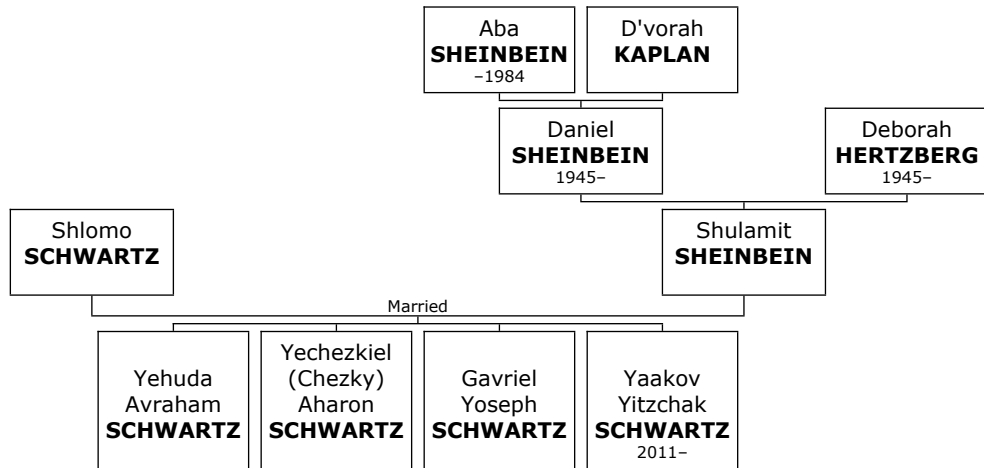 Aba
SHEINBEIN
–1984
D'vorah
KAPLAN
Daniel
SHEINBEIN
1945–
Deborah
HERTZBERG
1945–
Shlomo
SCHWARTZ
Shulamit
SHEINBEIN
Married
Yehuda
Avraham
SCHWARTZ
Yechezkiel
(Chezky)
Aharon
SCHWARTZ
Gavriel
Yoseph
SCHWARTZ
Yaakov
Yitzchak
SCHWARTZ
2011–